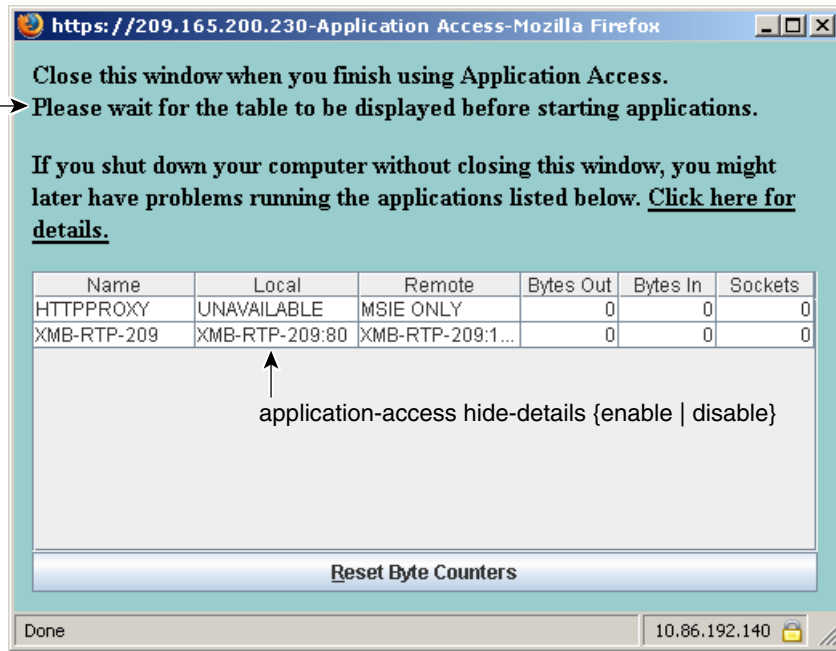 https://209.165.200.230-Application Access-Mozilla Firefox
Close this window when you finish using Application Access.
Please wait for the table to be displayed before starting applications.
If you shut down your computer without closing this window, you might
later have problems running the applications listed below. Click here for
details.
Name Local Remote Bytes Out Bytes In Sockets
HTTPPROXY UNAVAILABLE MSIE ONLY 0 0 0
XMB-RTP-209 XMB-RTP-209:80 XMB-RTP-209:1... 0 0 0
application-access hide-details {enable | disable}
Reset Byte Counters
Done 10.86.192.140